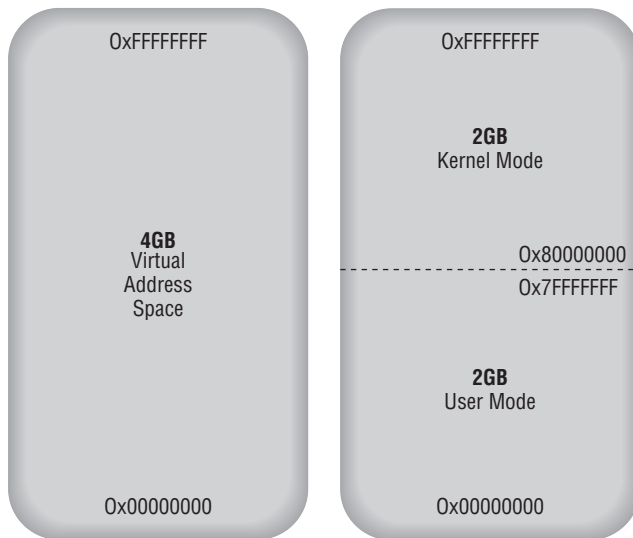 0xFFFFFFFF
4GB
Virtual
Address
Space
0x00000000
0xFFFFFFFF
2GB
Kernel Mode
0x80000000
0x7FFFFFFF
2GB
User Mode
0x00000000